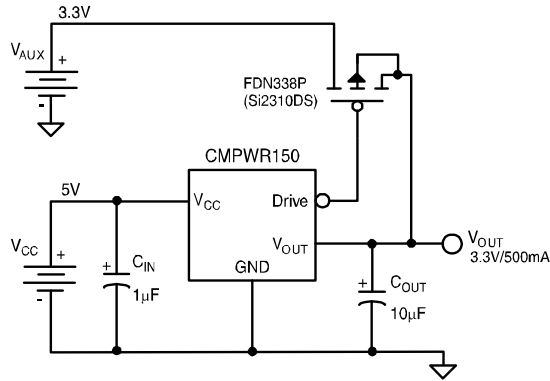 3.3V
VAUX
+
-
FDN338P
(Si2310DS)
CMPWR150
5V
VCC
Drive
VCC
+
-
+
CIN
1µF
VOUT
GND
VOUT
3.3V/500mA
+
COUT
10µF